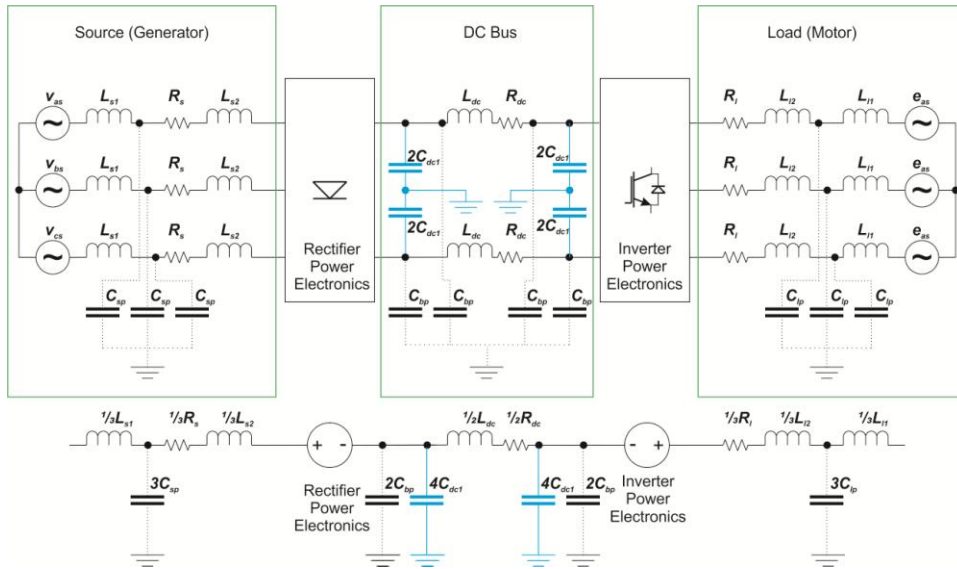 Source (Generator) DC Bus Load (Motor)
v_as L_s1 R_s L_s2 L_dc R_dc R_l L_l2 L_l1 e_as
2C_dc1 2C_dc1
v_bs L_s1 R_s L_s2 R_l L_l2 L_l1 e_as
2C_dc1 2C_dc1
v_cs L_s1 R_s L_s2 L_dc R_dc R_l L_l2 L_l1 e_as
Rectifier
Power
Electronics
Inverter
Power
Electronics
C_sp C_sp C_sp C_bp C_bp C_bp C_bp C_lp C_lp C_lp
1/3L_s1 1/3R_s 1/3L_s2 1/2L_dc 1/2R_dc 1/3R_l 1/3L_l2 1/3L_l1
+ - - +
3C_sp 2C_bp 4C_dc1 4C_dc1 2C_bp 3C_lp
Rectifier
Power
Electronics
Inverter
Power
Electronics